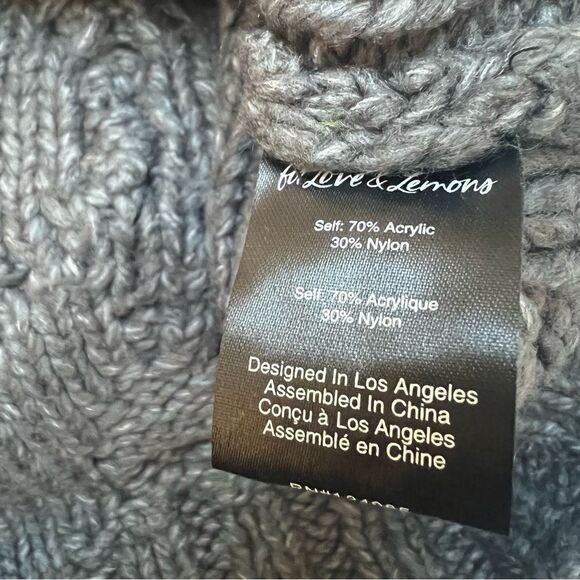 for Love & Lemons
Self: 70% Acrylic
30% Nylon
Self: 70% Acrylique
30% Nylon
Designed In Los Angeles
Assembled In China
Conçu à Los Angeles
Assemblé en Chine